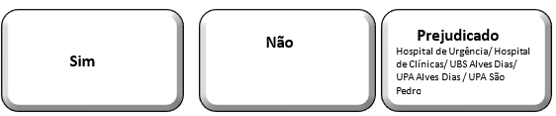 Sim
Não
Prejudicado
Hospital de Urgência/ Hospital
de Clínicas/ UBS Alves Dias/
UPA Alves Dias / UPA São
Pedro